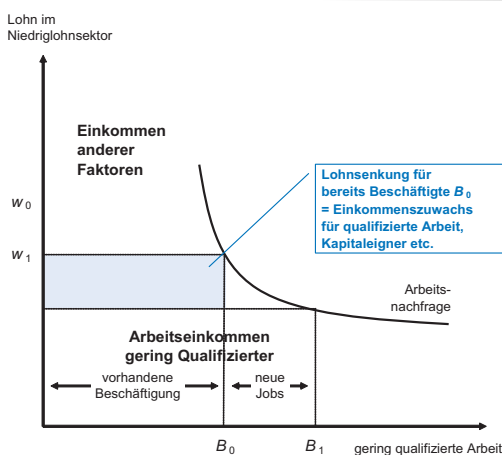 Lohn im
Niedriglohnsektor
Einkommen
anderer
Faktoren
Lohnsenkung für
bereits Beschäftigte B₀
= Einkommenszuwachs
für qualifizierte Arbeit,
Kapitaleigner etc.
w₀
w₁
Arbeits-
nachfrage
Arbeitseinkommen
gering Qualifizierter
vorhandene
Beschäftigung
neue
Jobs
B₀
B₁
gering qualifizierte Arbeit